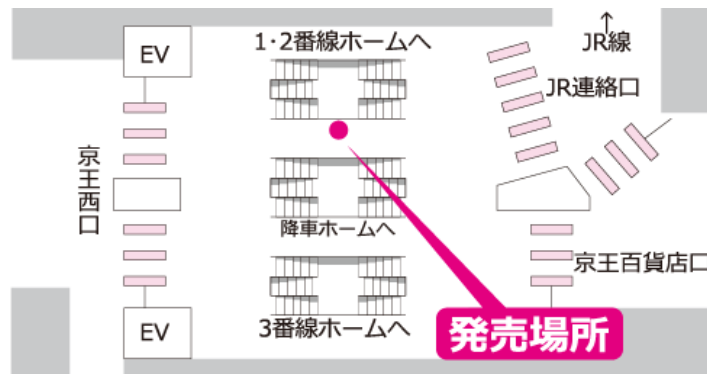 EV
1・2番線ホームへ
↑
JR線
JR連絡口
京王西口
降車ホームへ
京王百貨店口
3番線ホームへ
EV
発売場所